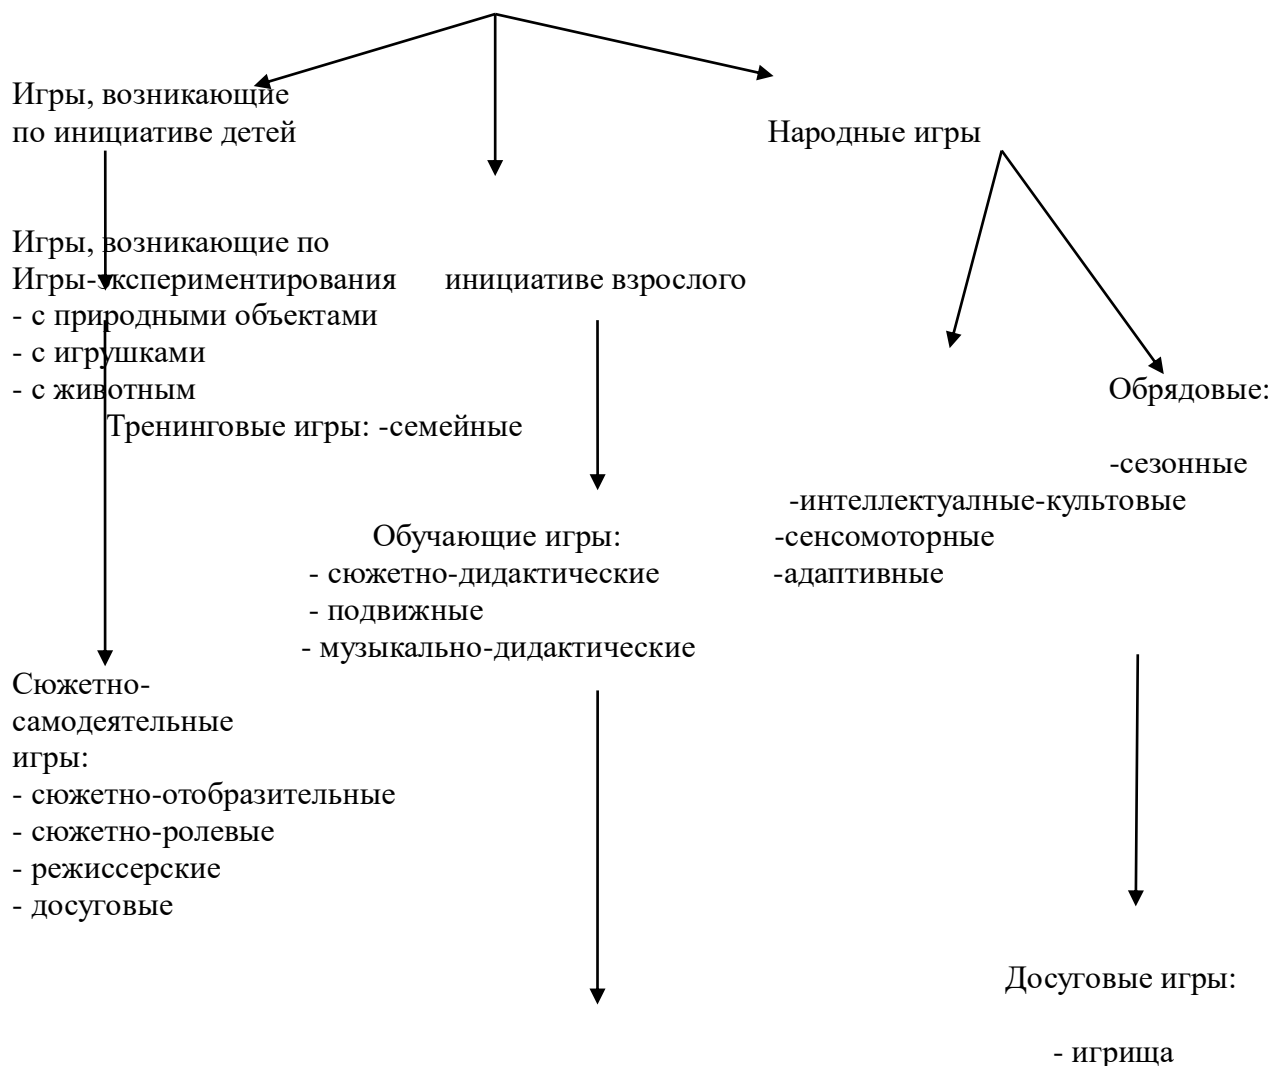 Игры, возникающие
по инициативе детей Народные игры
Игры, возникающие по
Игры-экспериментирования инициативе взрослого
- с природными объектами
- с игрушками
- с животным
Обрядовые:
Тренинговые игры: -семейные
-сезонные
-интеллектуалные-культовые
Обучающие игры: -сенсомоторные
- сюжетно-дидактические -адаптивные
- подвижные
- музыкально-дидактические
Сюжетно-
самодеятельные
игры:
- сюжетно-отобразительные
- сюжетно-ролевые
- режиссерские
- досуговые
Досуговые игры:
- игрища